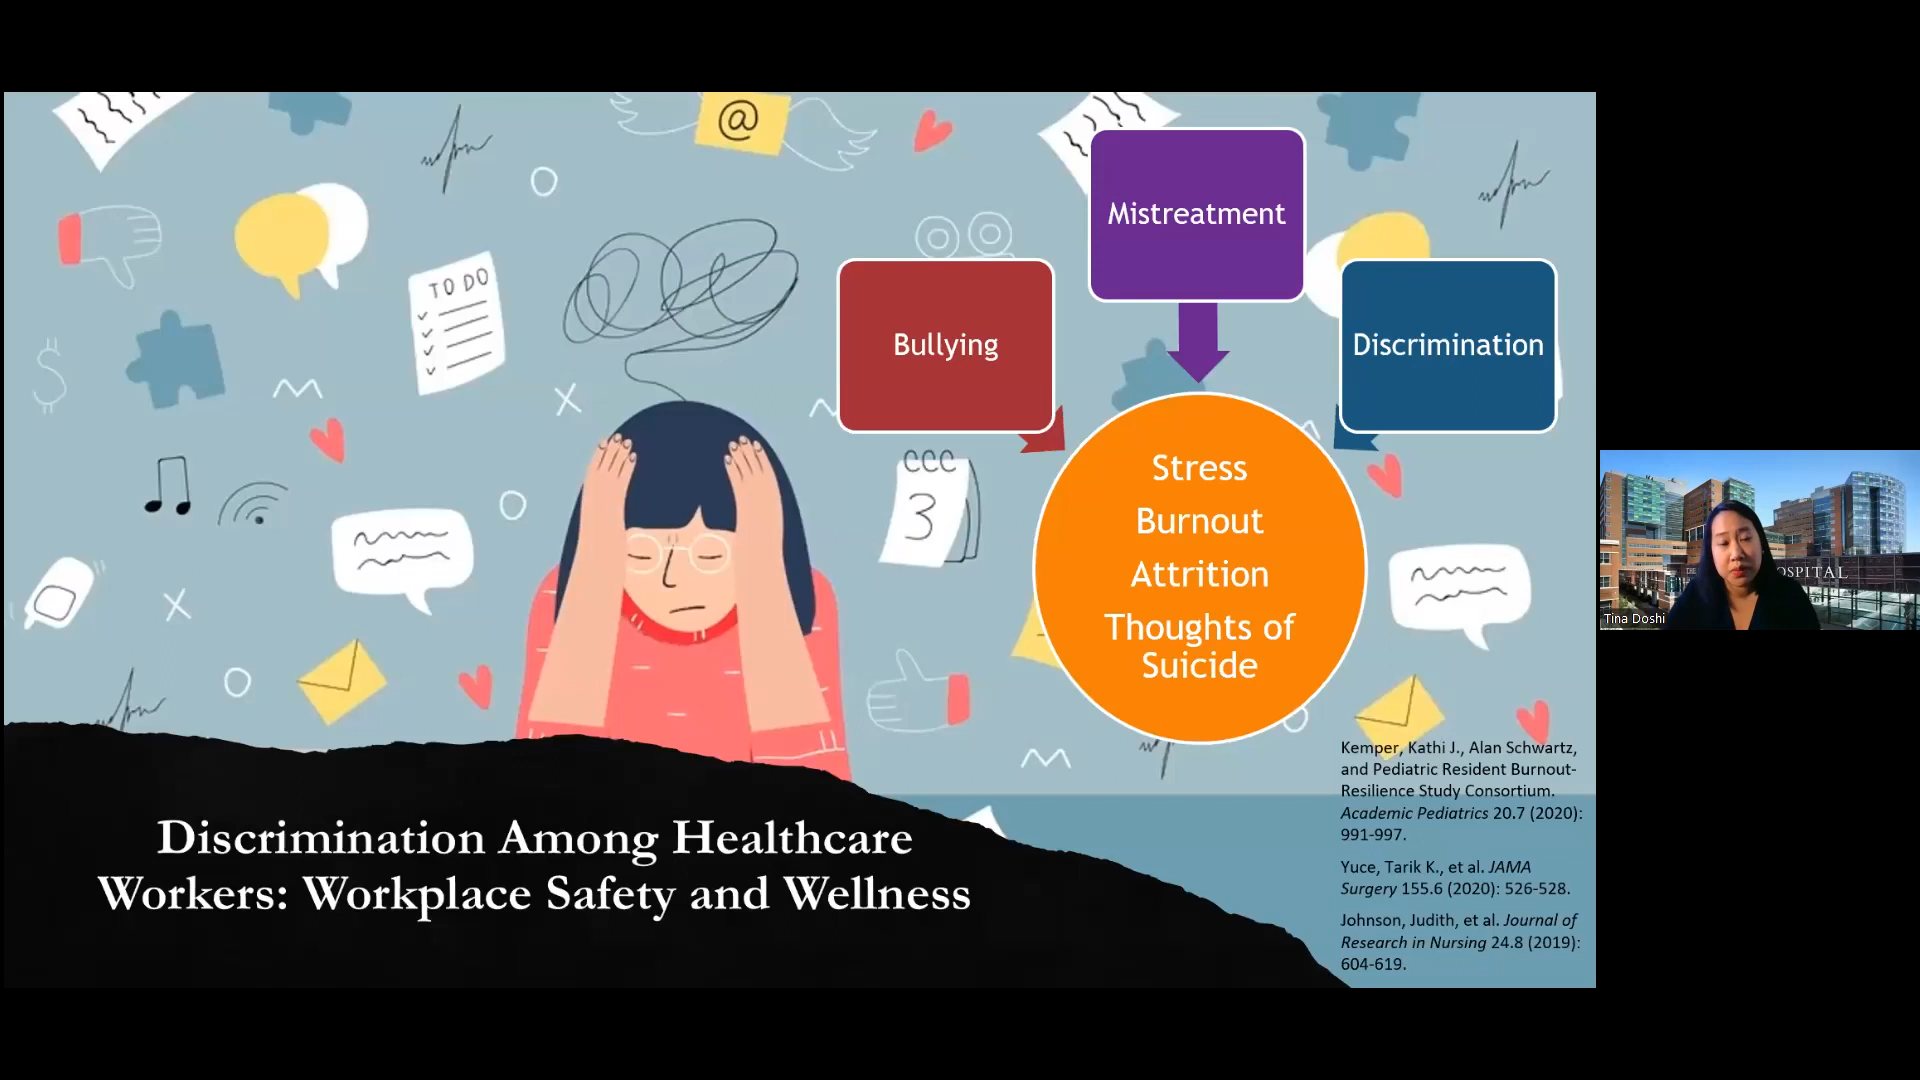 @
TO DO
3
Mistreatment
Bullying
Discrimination
Stress
Burnout
Attrition
Thoughts of
Suicide
Discrimination Among Healthcare
Workers: Workplace Safety and Wellness
Kemper, Kathi J., Alan Schwartz,
and Pediatric Resident Burnout-
Resilience Study Consortium.
Academic Pediatrics 20.7 (2020):
991-997.
Yuce, Tarik K., et al. JAMA
Surgery 155.6 (2020): 526-528.
Johnson, Judith, et al. Journal of
Research in Nursing 24.8 (2019):
604-619.
THE
OSPITAL
Tina Doshi